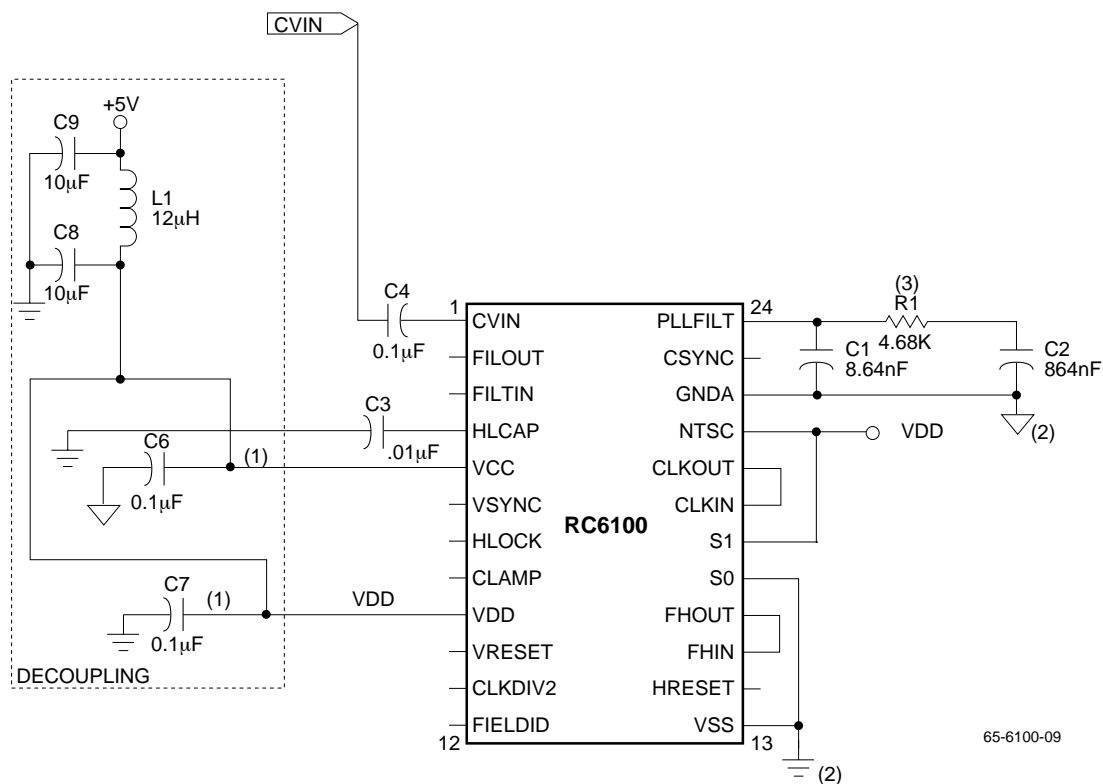 CVIN
+5V
C9
10µF
L1
12µH
C8
10µF
C4
0.1µF
C3
.01µF
C6
(1)
0.1µF
C7
(1)
0.1µF
VDD
DECOUPLING
1
CVIN
FILOUT
FILTIN
HLCAP
VCC
VSYNC
HLOCK
CLAMP
VDD
VRESET
CLKDIV2
FIELDID
12
RC6100
24
PLLFILT
CSYNC
GNDA
NTSC
CLKOUT
CLKIN
S1
S0
FHOUT
FHIN
HRESET
VSS
13
(3)
R1
4.68K
C1
8.64nF
C2
864nF
(2)
VDD
(2)
65-6100-09